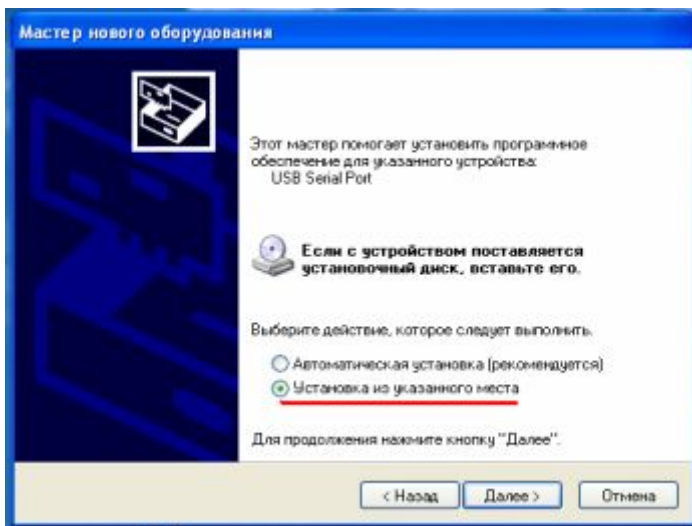 Мастер нового оборудования
Этот мастер помогает установить программное
обеспечение для указанного устройства:
USB Serial Port
Если с устройством поставляется
установочный диск, вставьте его.
Выберите действие, которое следует выполнить.
Автоматическая установка (рекомендуется)
Установка из указанного места
Для продолжения нажмите кнопку "Далее".
< Назад
Далее >
Отмена